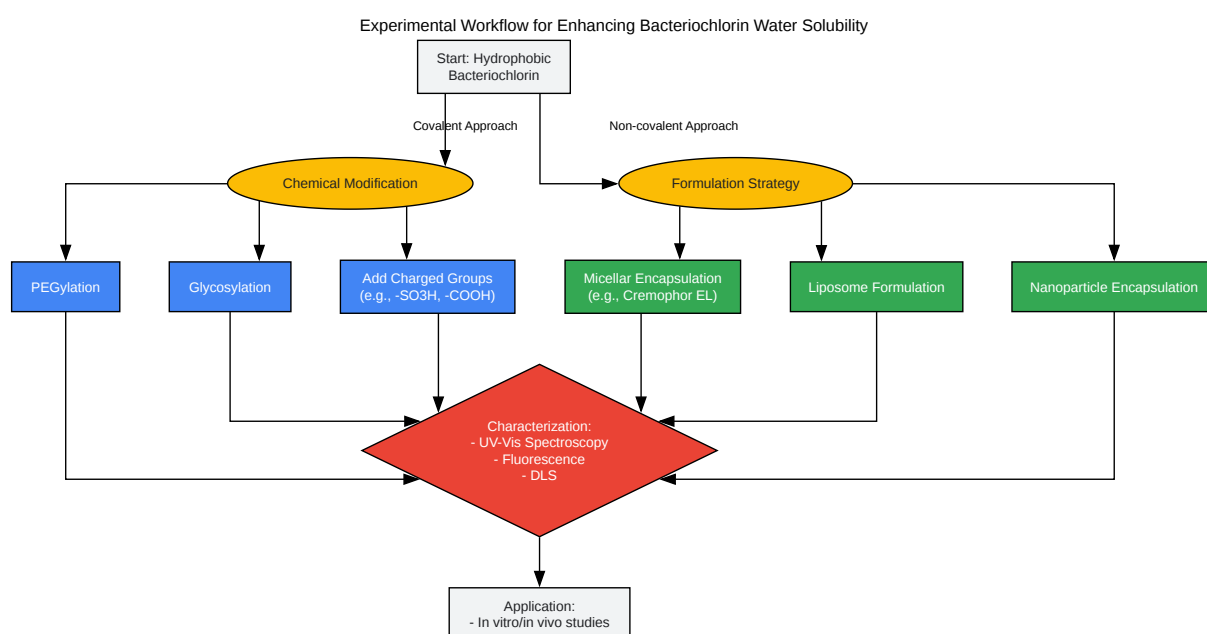 Experimental Workflow for Enhancing Bacteriochlorin Water Solubility
Start: Hydrophobic
Bacteriochlorin
Covalent Approach
Non-covalent Approach
Chemical Modification
Formulation Strategy
PEGylation
Glycosylation
Add Charged Groups
(e.g., -SO3H, -COOH)
Micellar Encapsulation
(e.g., Cremophor EL)
Liposome Formulation
Nanoparticle Encapsulation
Characterization:
- UV-Vis Spectroscopy
- Fluorescence
- DLS
Application:
- In vitro/in vivo studies